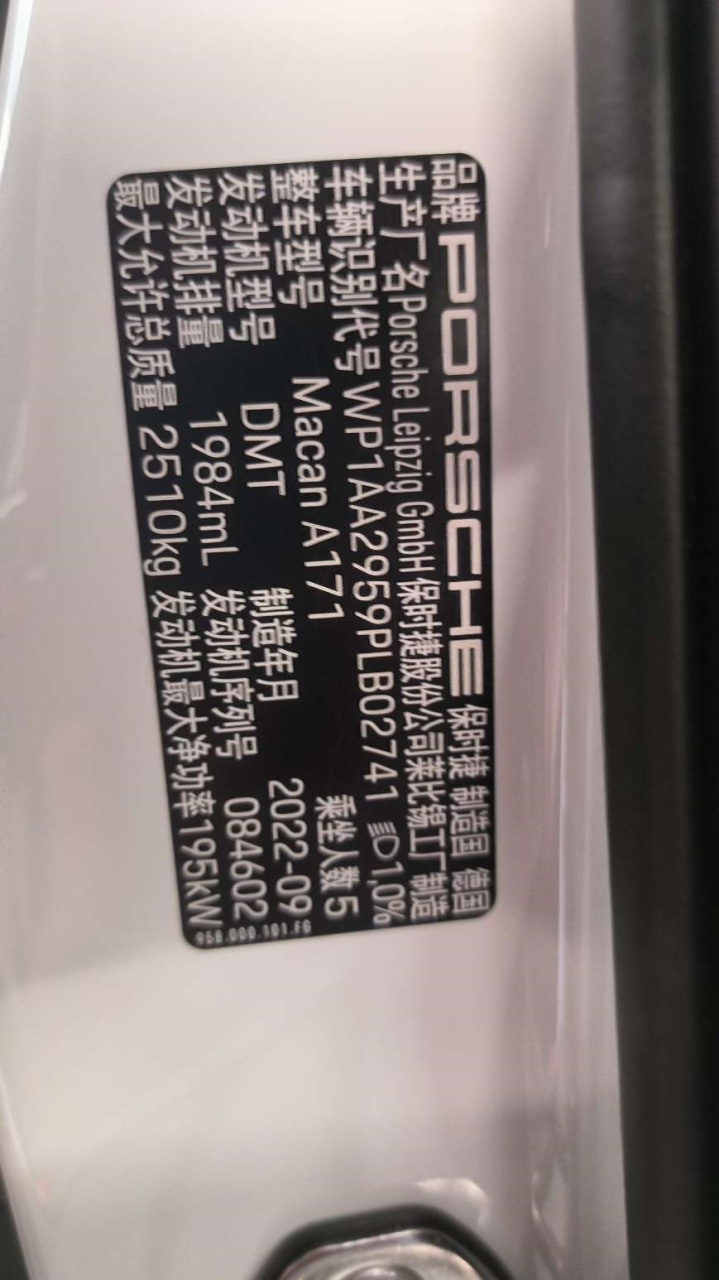 品牌 PORSCHE 保时捷 制造国 德国
生产厂名 Porsche Leipzig GmbH 保时捷股份公司莱比锡工厂制造
车辆识别代号 WP1AA2959PLB02741 1,0%
整车型号 Macan A171 乘坐人数 5
发动机型号 DMT 制造年月 2022-09
发动机排量 1984mL 发动机序列号 084602
最大允许总质量 2510kg 发动机最大净功率 195kW
95B.000.101.FG